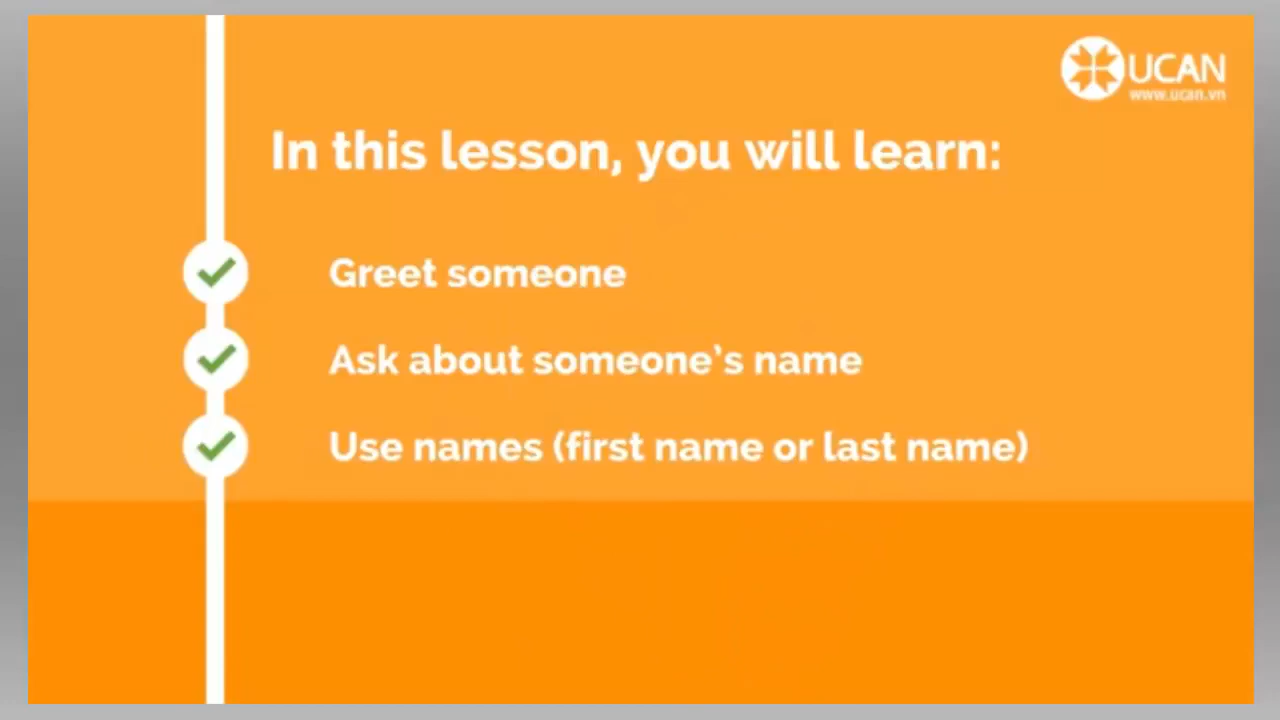 UCAN
www.ucan.vn
In this lesson, you will learn:
Greet someone
Ask about someone's name
Use names (first name or last name)